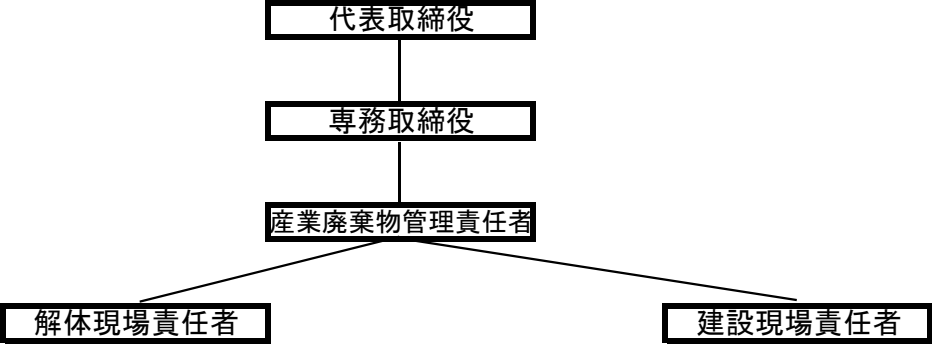 代表取締役
専務取締役
産業廃棄物管理責任者
解体現場責任者
建設現場責任者